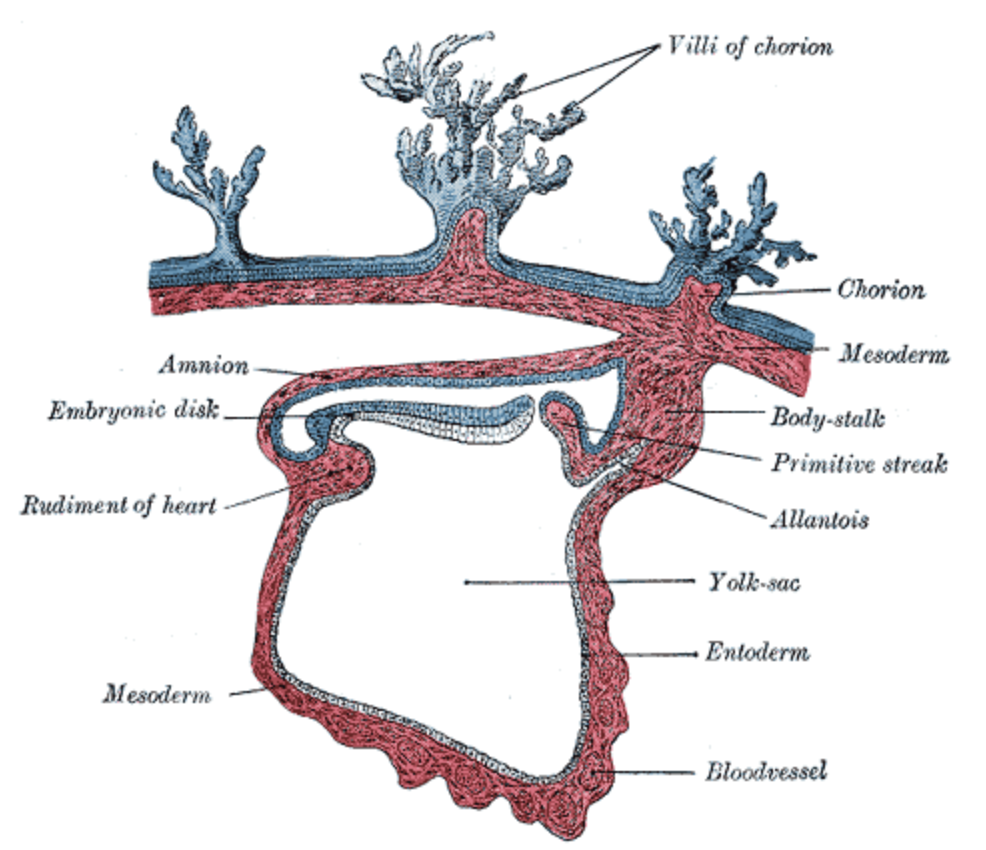 Villi of chorion
Chorion
Mesoderm
Amnion
Embryonic disk
Body-stalk
Primitive streak
Rudiment of heart
Allantois
Yolk-sac
Entoderm
Mesoderm
Bloodvessel